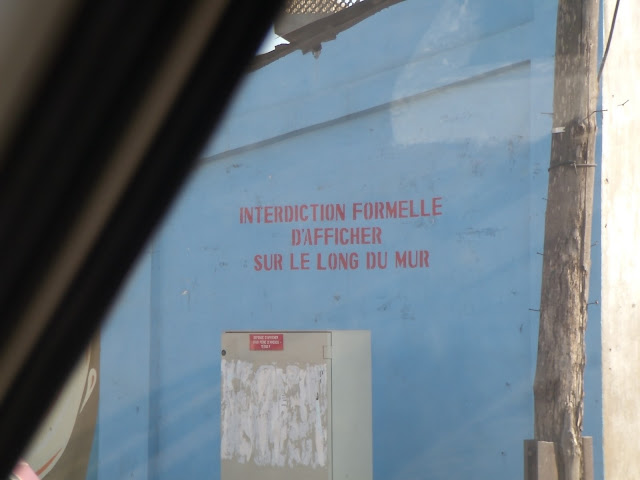 INTERDICTION FORMELLE
D'AFFICHER
SUR LE LONG DU MUR